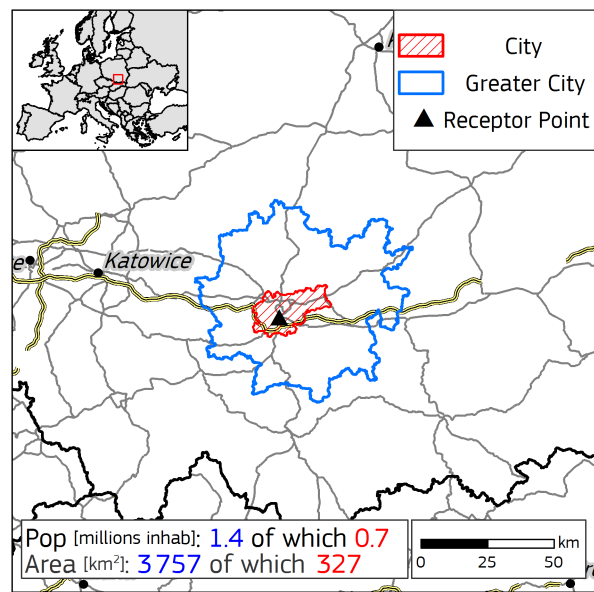 City
Greater City
Receptor Point
Katowice
Pop [millions inhab]: 1.4 of which 0.7
Area [km²]: 3757 of which 327
0 25 50 km